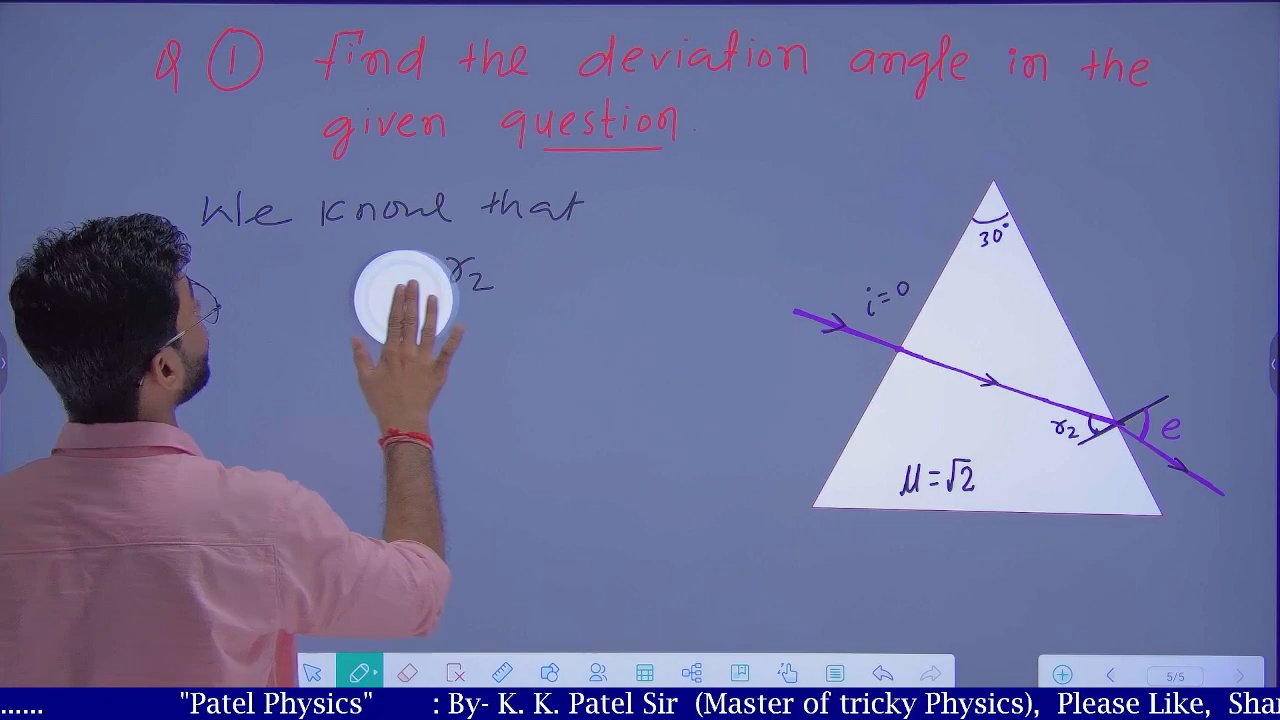 Q ① Find the deviation angle in the
given question.
We know that
r₂
30°
i=0
r₂
e
μ=√2
5/5
...... "Patel Physics" : By- K. K. Patel Sir (Master of tricky Physics), Please Like, Sha